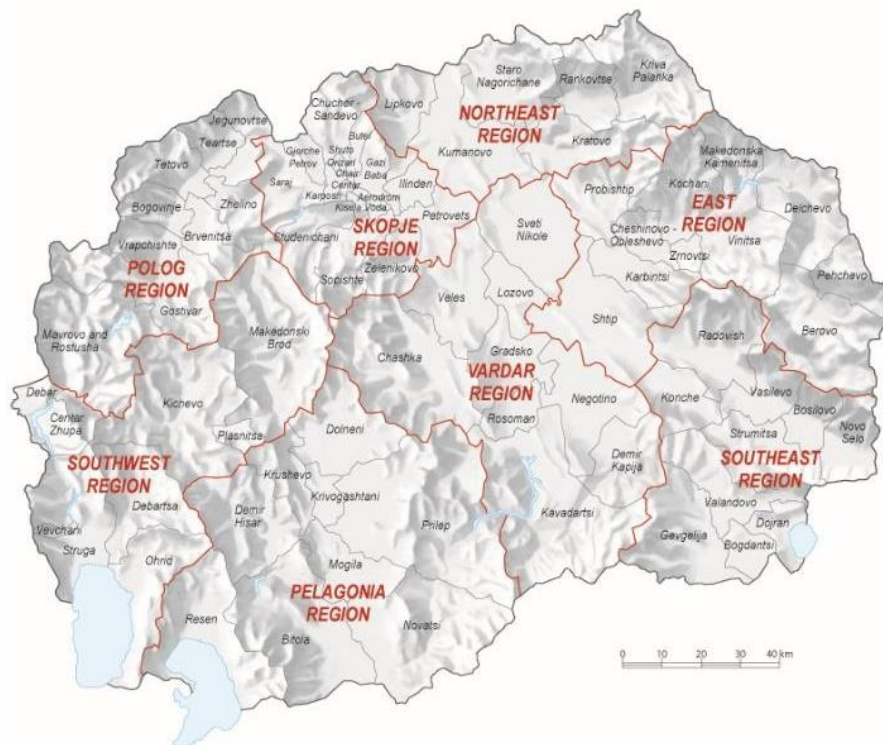 Staro
Nagorichane
Kriva
Palanka
Rankovtse
Chucher -
Sandevo
Lipkovo
NORTHEAST
REGION
Kratovo
Kumanovo
Jegunovtse
Teartse
Tetovo
Bogovinje
Zhelino
Brvenitsa
Vrapchishte
POLOG
REGION
Gostivar
Mavrovo and
Rostusha
Butel
Gjorche
Petrov
Shuto
Orizari
Chair
Gazi
Baba
Saraj
Centar
Karposh
Aerodrom
Kisela Voda
Ilinden
Petrovets
Studenichani
SKOPJE
REGION
Zelenikovo
Sopishte
Makedonska
Kamenitsa
Probishtip
Kochani
EAST
REGION
Delchevo
Cheshinovo -
Obleshevo
Vinitsa
Zrnovtsi
Karbintsi
Pehchevo
Shtip
Berovo
Sveti
Nikole
Veles
Lozovo
Chashka
Gradsko
VARDAR
REGION
Negotino
Rosoman
Demir
Kapija
Kavadartsi
Radovish
Konche
Vasilevo
Bosilovo
Novo
Selo
Strumitsa
SOUTHEAST
REGION
Valandovo
Dojran
Gevgelija
Bogdantsi
Makedonski
Brod
Debar
Centar
Zhupa
Kichevo
Plasnitsa
SOUTHWEST
REGION
Debartsa
Vevchani
Struga
Ohrid
Dolneni
Krushevo
Krivogashtani
Demir
Hisar
Prilep
Mogila
PELAGONIA
REGION
Resen
Bitola
Novatsi
0 10 20 30 40 km